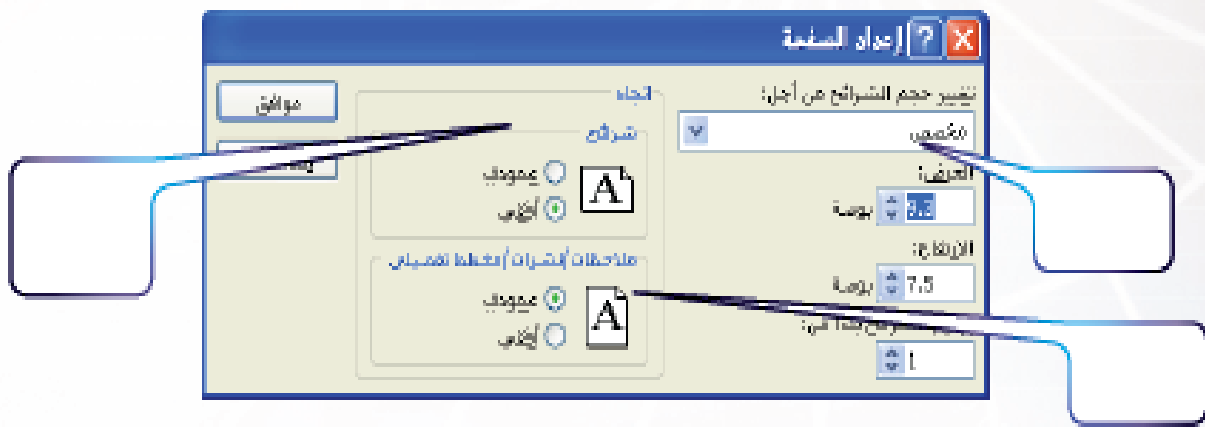 إعداد الصفحة
تغيير حجم الشرائح من أجل:
مخصص
العرض:
بوصة
الارتفاع:
7.5 بوصة
1
اتجاه
شرائح
عمودي
أفقي
ملاحظات/نشرات/مخطط تفصيلي
عمودي
أفقي
موافق